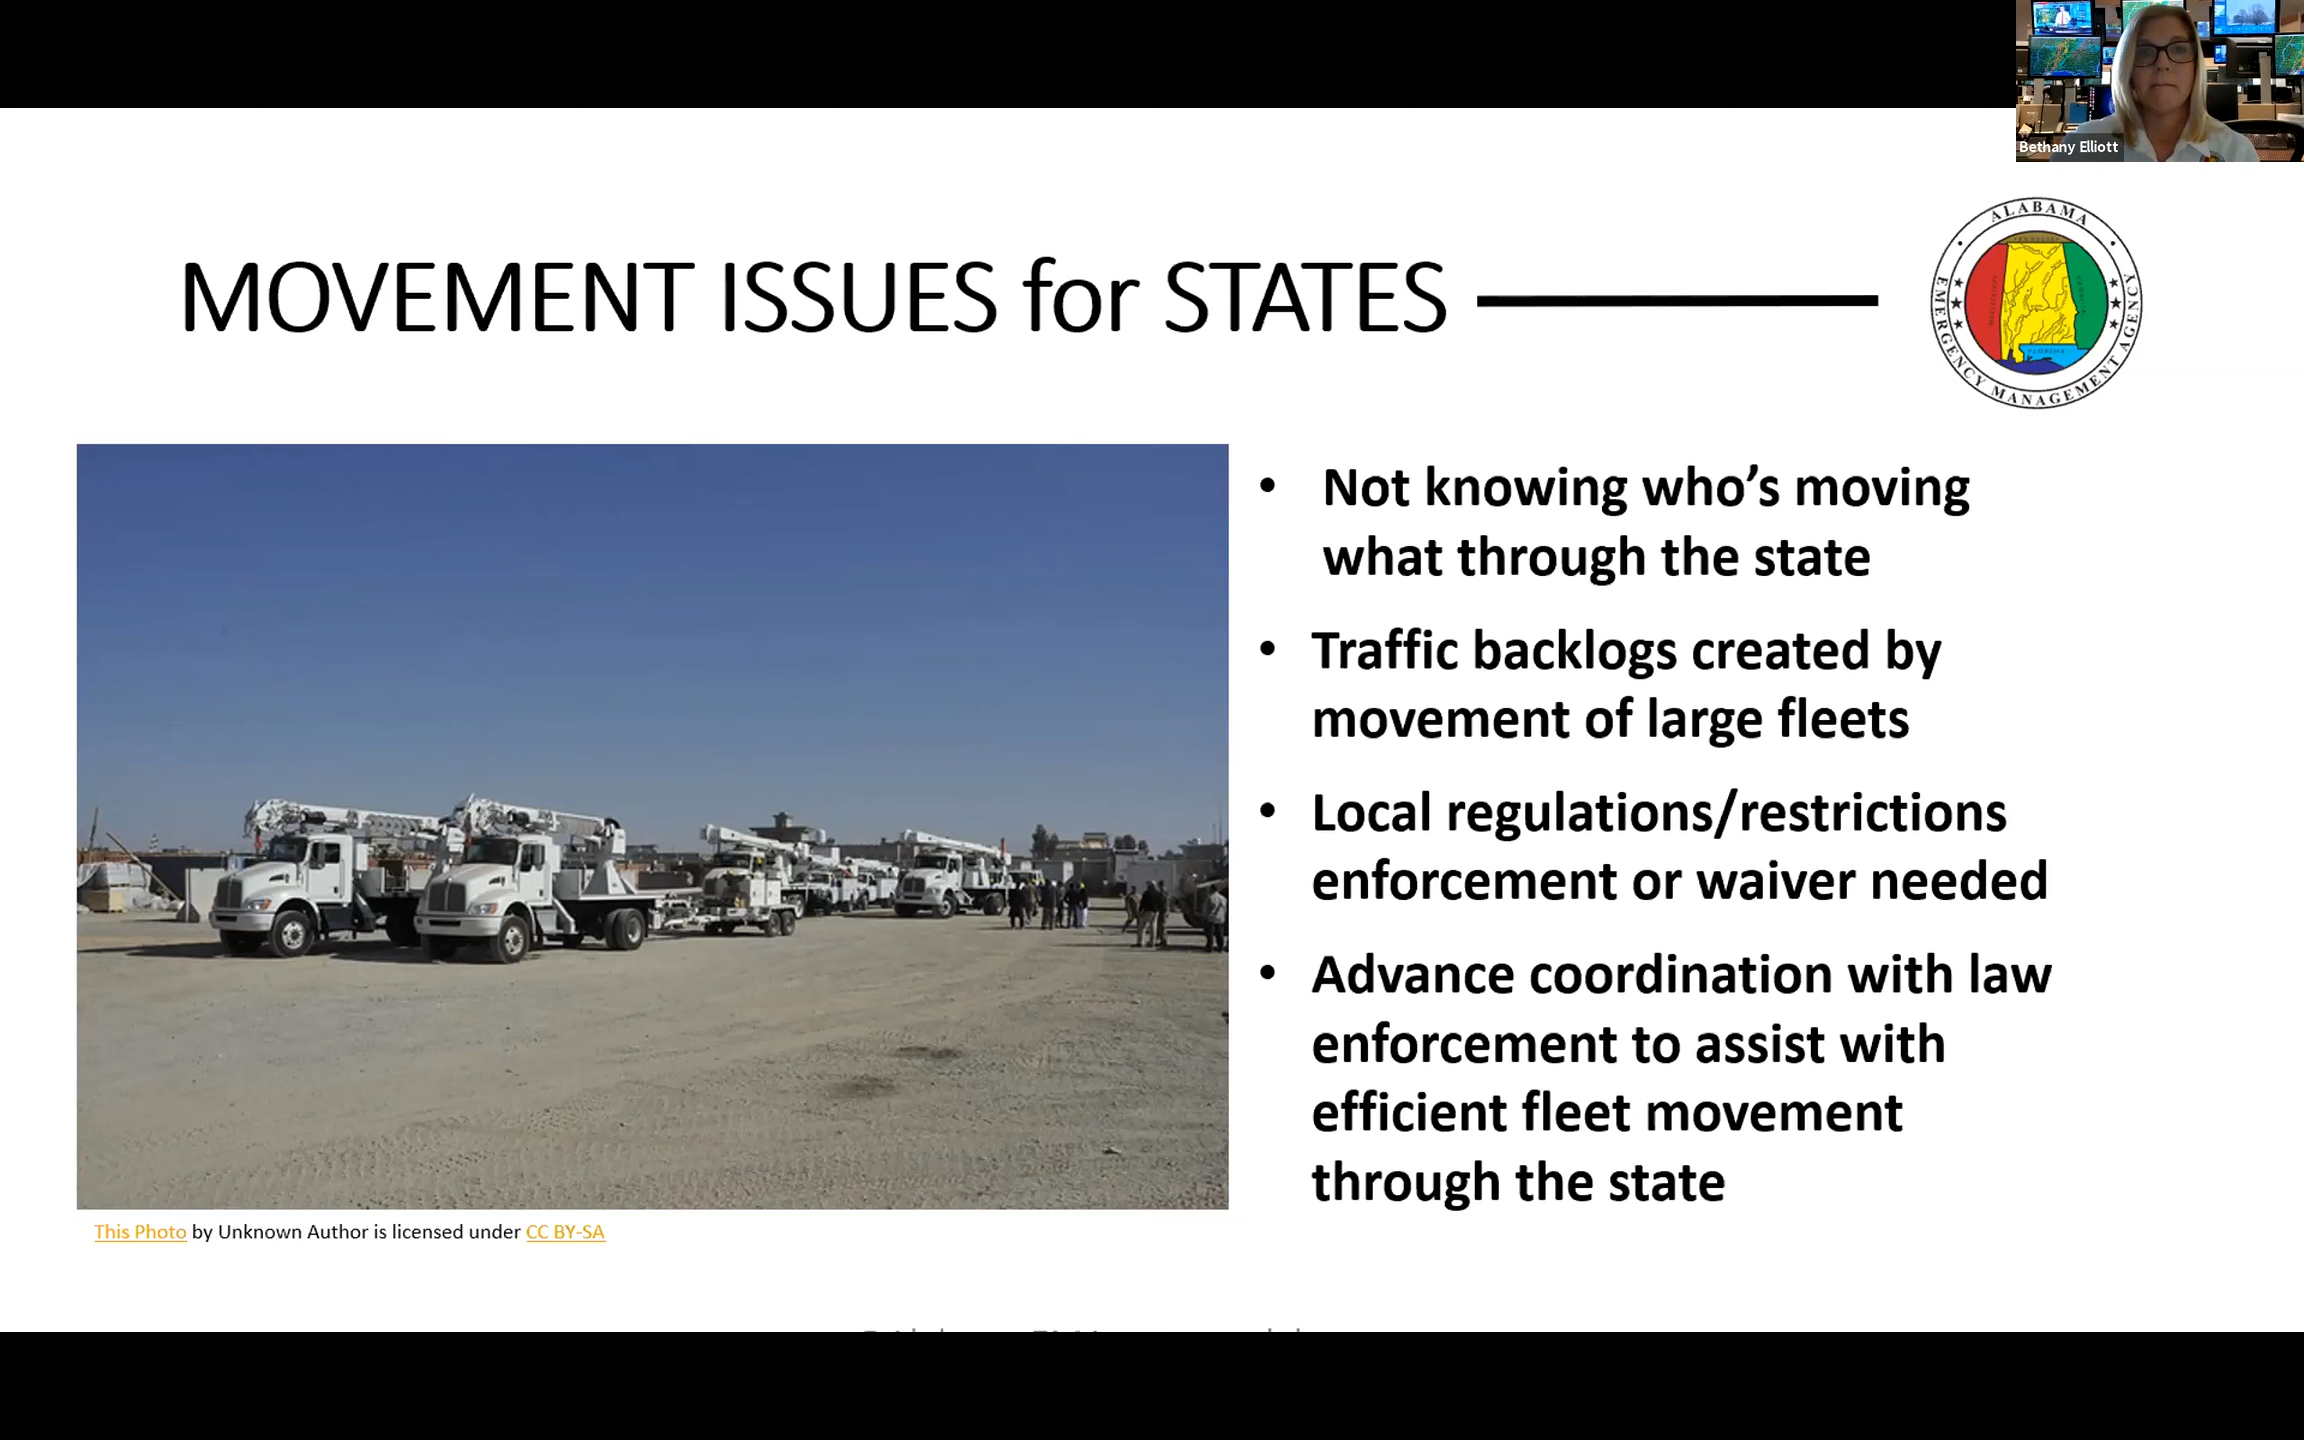 Bethany Elliott
MOVEMENT ISSUES for STATES
ALABAMA
EMERGENCY MANAGEMENT AGENCY
FLORIDA
• Not knowing who’s moving
what through the state
• Traffic backlogs created by
movement of large fleets
• Local regulations/restrictions
enforcement or waiver needed
• Advance coordination with law
enforcement to assist with
efficient fleet movement
through the state
This Photo by Unknown Author is licensed under CC BY-SA